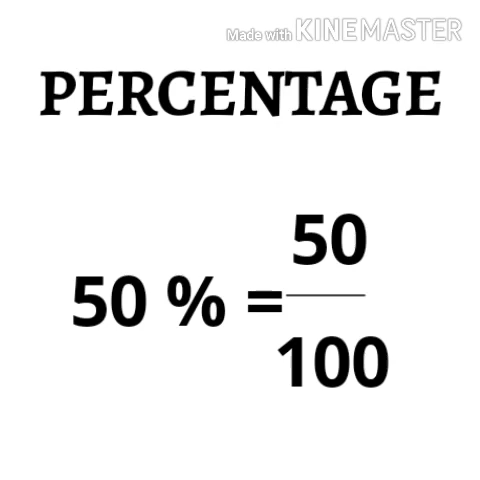 Made with KINEMASTER
PERCENTAGE
50
50 % =
100